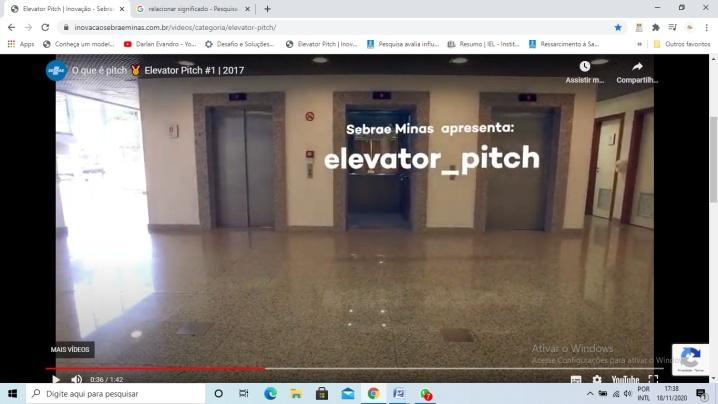 Elevator Pitch | Inovação - Sebra
relacionar significado - Pesquisa
inovacaosebraeminas.com.br/videos/categoria/elevator-pitch/
Apps
Conheça um model...
Darlan Evandro - Yo...
Desafio e Soluções...
Elevator Pitch | Inov...
Pesquisa avalia influ...
Resumo | IEL - Instit...
Ressarcimento à Sa...
»
Outros favoritos
SEBRAE
O que é pitch 🏅 Elevator Pitch #1 | 2017
Assistir m...
Compartilh...
Sebrae Minas apresenta:
elevator_pitch
MAIS VÍDEOS
Ativar o Windows
Acesse Configurações para ativar o Windows
0:36 / 1:42
YouTube
Digite aqui para pesquisar
POR
INTL
17:38
18/11/2020